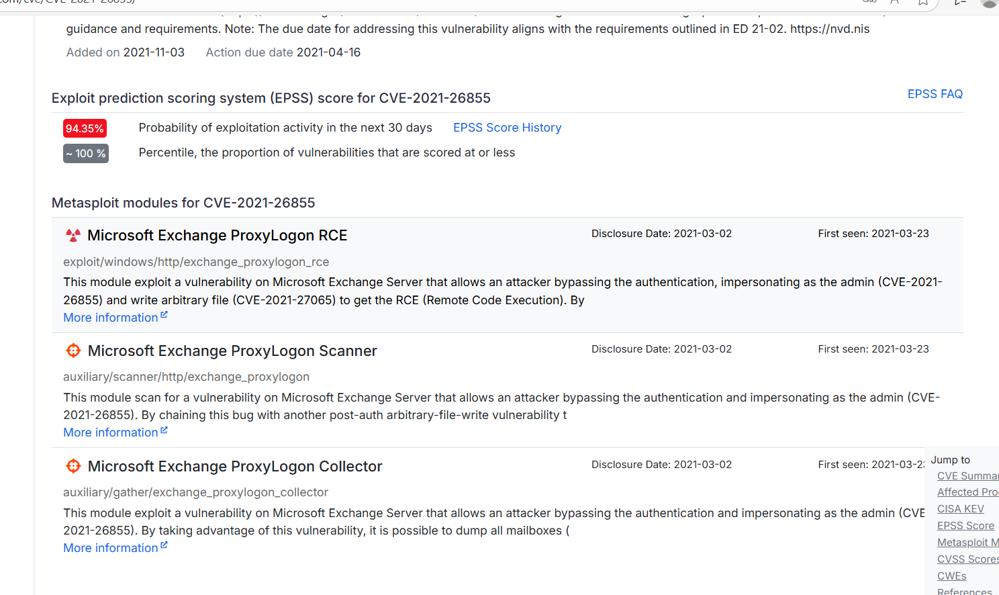 guidance and requirements. Note: The due date for addressing this vulnerability aligns with the requirements outlined in ED 21-02. https://nvd.nis
Added on 2021-11-03 Action due date 2021-04-16
Exploit prediction scoring system (EPSS) score for CVE-2021-26855
EPSS FAQ
94.35% Probability of exploitation activity in the next 30 days EPSS Score History
~ 100 % Percentile, the proportion of vulnerabilities that are scored at or less
Metasploit modules for CVE-2021-26855
Microsoft Exchange ProxyLogon RCE Disclosure Date: 2021-03-02 First seen: 2021-03-23
exploit/windows/http/exchange_proxylogon_rce
This module exploit a vulnerability on Microsoft Exchange Server that allows an attacker bypassing the authentication, impersonating as the admin (CVE-2021-
26855) and write arbitrary file (CVE-2021-27065) to get the RCE (Remote Code Execution). By
More information
Microsoft Exchange ProxyLogon Scanner Disclosure Date: 2021-03-02 First seen: 2021-03-23
auxiliary/scanner/http/exchange_proxylogon
This module scan for a vulnerability on Microsoft Exchange Server that allows an attacker bypassing the authentication and impersonating as the admin (CVE-
2021-26855). By chaining this bug with another post-auth arbitrary-file-write vulnerability t
More information
Microsoft Exchange ProxyLogon Collector Disclosure Date: 2021-03-02 First seen: 2021-03-23
auxiliary/gather/exchange_proxylogon_collector
This module exploit a vulnerability on Microsoft Exchange Server that allows an attacker bypassing the authentication and impersonating as the admin (CVE
2021-26855). By taking advantage of this vulnerability, it is possible to dump all mailboxes (
More information
Jump to
CVE Summar
Affected Pro
CISA KEV
EPSS Score
Metasploit M
CVSS Scores
CWEs
References